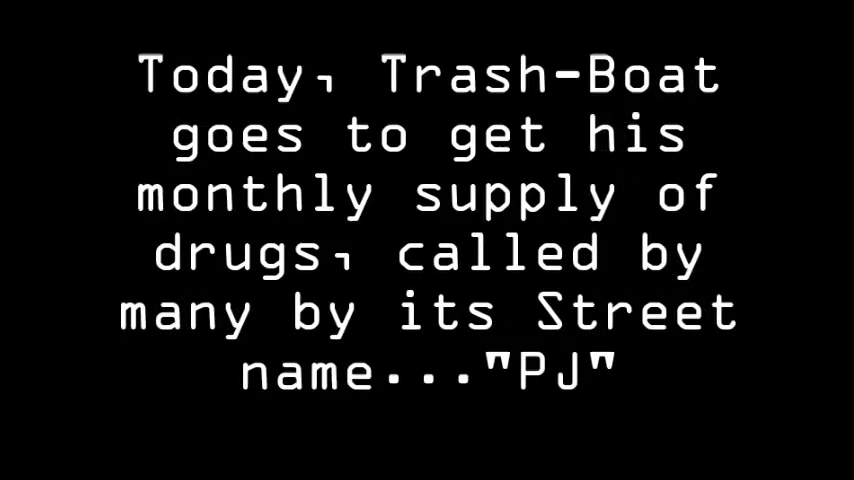 Today, Trash-Boat
goes to get his
monthly supply of
drugs, called by
many by its Street
name..."PJ"